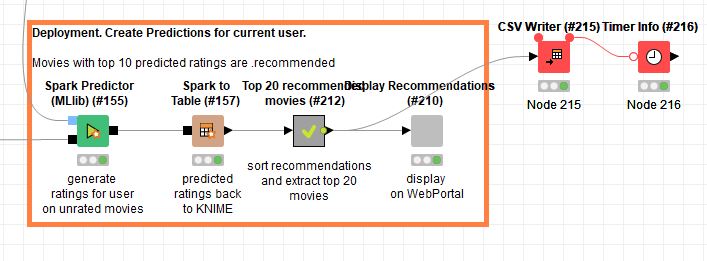 Deployment. Create Predictions for current user.
Movies with top 10 predicted ratings are .recommended
CSV Writer (#215)
Timer Info (#216)
Spark Predictor
(MLlib) (#155)
Spark to
Table (#157)
Top 20 recommended
movies (#212)
Display Recommendations
(#210)
Node 215
Node 216
generate
ratings for user
on unrated movies
predicted
ratings back
to KNIME
sort recommendations
and extract top 20
movies
display
on WebPortal